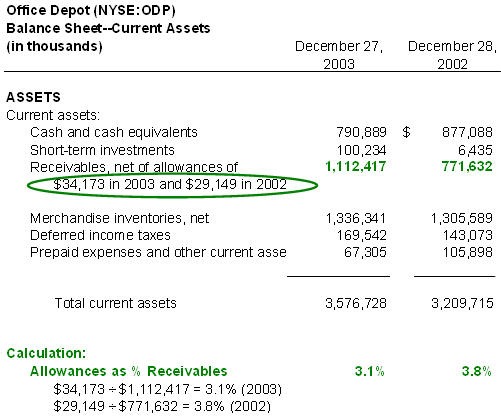 Office Depot (NYSE:ODP)
Balance Sheet--Current Assets
(in thousands) December 27, 2003 December 28, 2002
ASSETS
Current assets:
Cash and cash equivalents 790,889 $ 877,088
Short-term investments 100,234 6,435
Receivables, net of allowances of 1,112,417 771,632
$34,173 in 2003 and $29,149 in 2002
Merchandise inventories, net 1,336,341 1,305,589
Deferred income taxes 169,542 143,073
Prepaid expenses and other current asse 67,305 105,898
Total current assets 3,576,728 3,209,715
Calculation:
Allowances as % Receivables 3.1% 3.8%
$34,173 ÷ $1,112,417 = 3.1% (2003)
$29,149 ÷ $771,632 = 3.8% (2002)